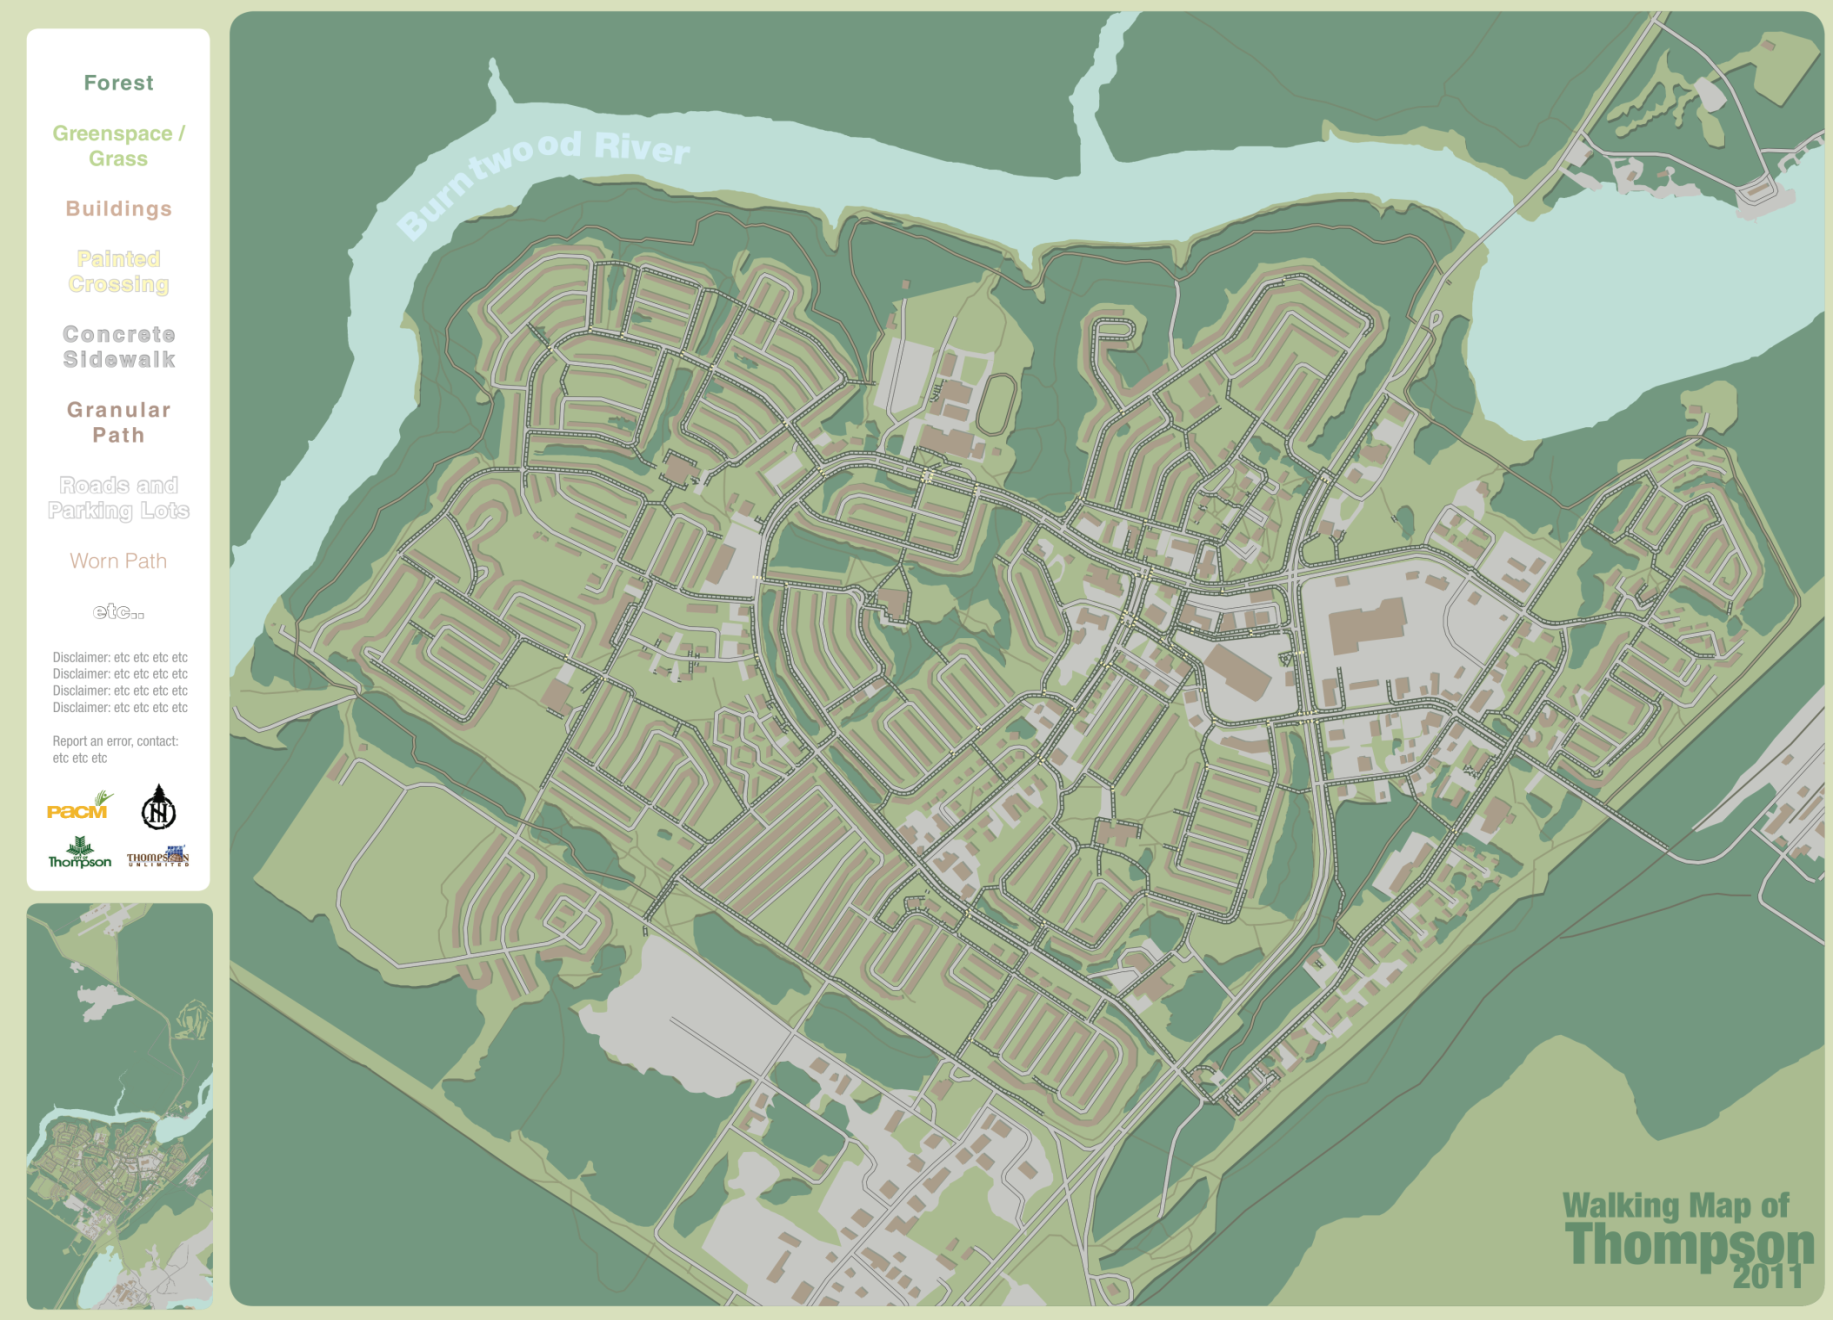 Forest
Greenspace /
Grass
Buildings
Painted
Crossing
Concrete
Sidewalk
Granular
Path
Roads and
Parking Lots
Worn Path
etc..
Disclaimer: etc etc etc etc
Disclaimer: etc etc etc etc
Disclaimer: etc etc etc etc
Disclaimer: etc etc etc etc
Report an error, contact:
etc etc etc
PACM
Thompson
THOMPSON
UNLIMITED
Burntwood River
Walking Map of
Thompson
2011